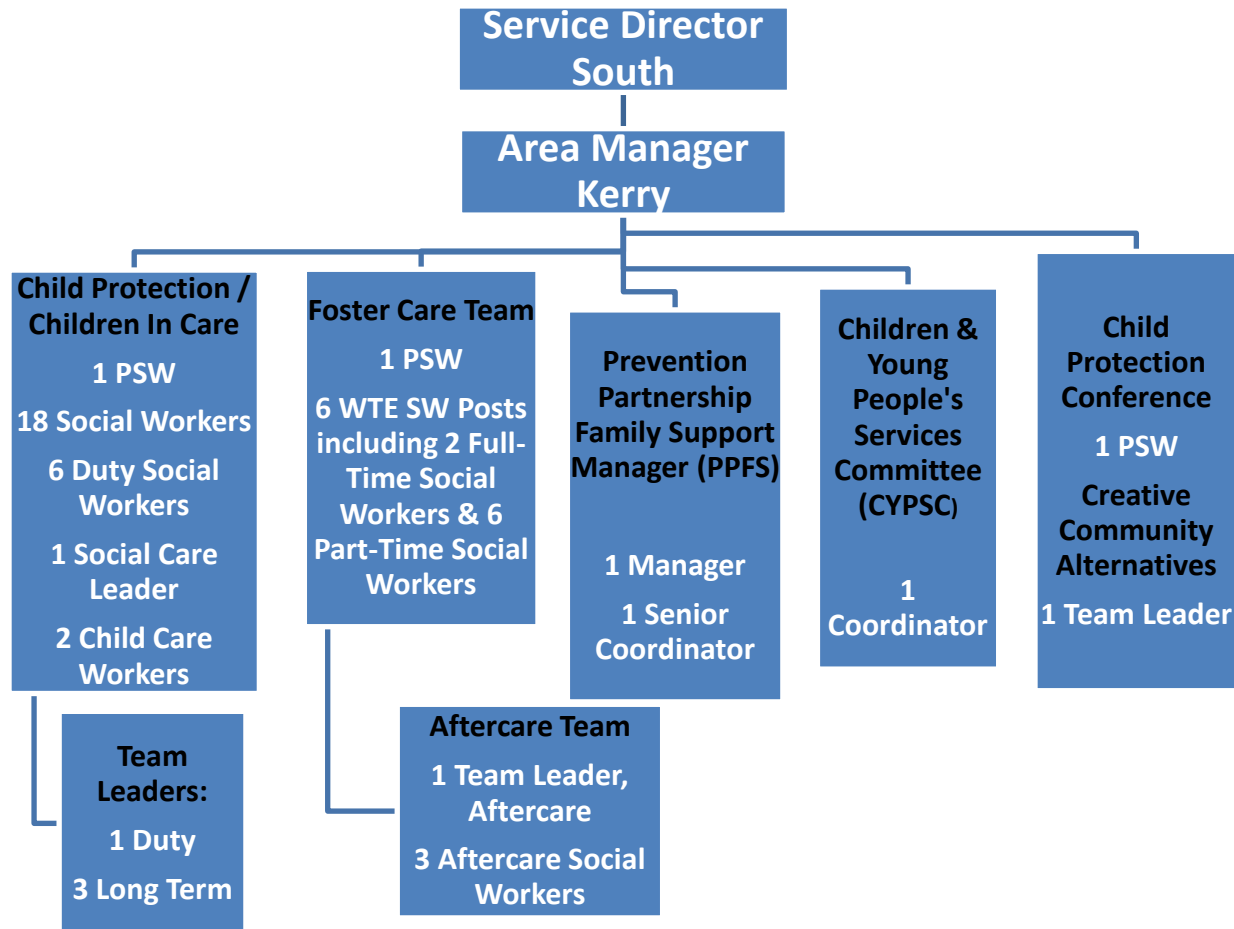 Service Director
South
Area Manager
Kerry
Child Protection /
Children In Care
1 PSW
18 Social Workers
6 Duty Social
Workers
1 Social Care
Leader
2 Child Care
Workers
Team
Leaders:
1 Duty
3 Long Term
Foster Care Team
1 PSW
6 WTE SW Posts
including 2 Full-
Time Social
Workers & 6
Part-Time Social
Workers
Aftercare Team
1 Team Leader,
Aftercare
3 Aftercare Social
Workers
Prevention
Partnership
Family Support
Manager (PPFS)
1 Manager
1 Senior
Coordinator
Children &
Young
People's
Services
Committee
(CYPSC)
1
Coordinator
Child
Protection
Conference
1 PSW
Creative
Community
Alternatives
1 Team Leader